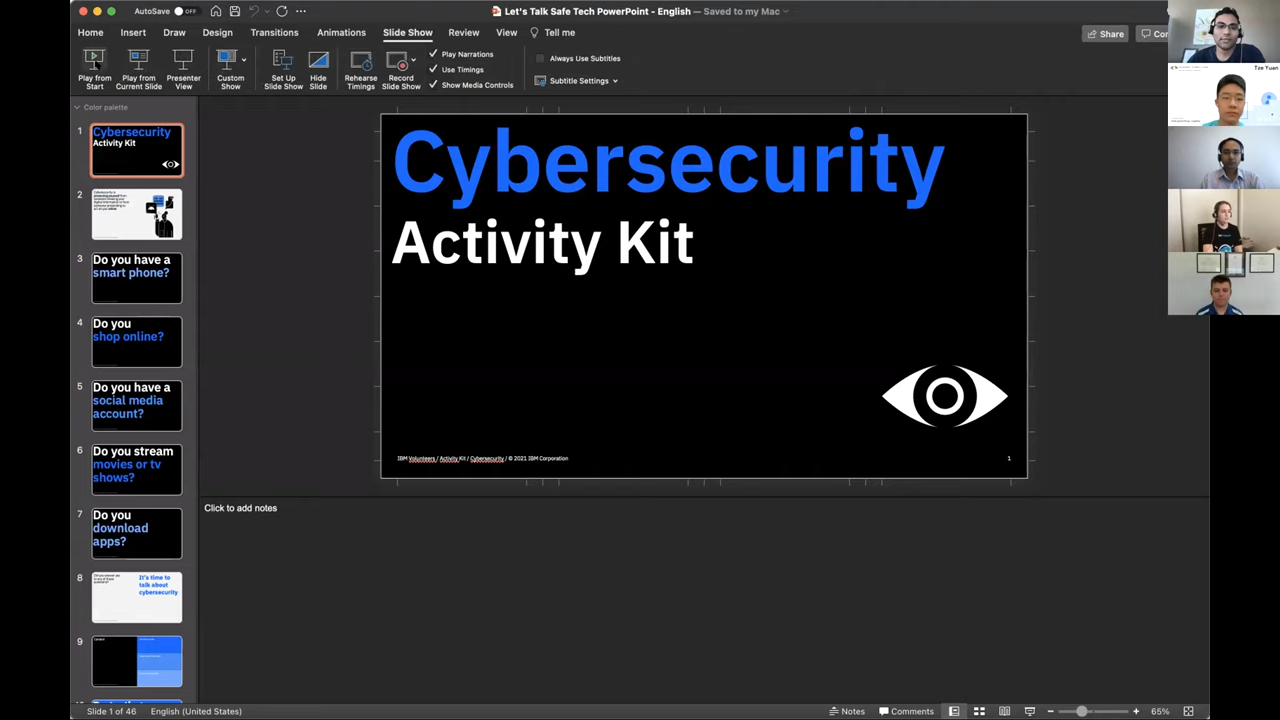 AutoSave OFF
Let's Talk Safe Tech PowerPoint - English — Saved to my Mac
Home Insert Draw Design Transitions Animations Slide Show Review View Tell me
Share Con
Play from Start
Play from Current Slide
Presenter View
Custom Show
Set Up Slide Show
Hide Slide
Rehearse Timings
Record Slide Show
Play Narrations
Use Timings
Show Media Controls
Always Use Subtitles
Subtitle Settings
Tze Yuan
Color palette
1
Cybersecurity
Activity Kit
2
3
Do you have a
smart phone?
4
Do you
shop online?
5
Do you have a
social media
account?
6
Do you stream
movies or tv
shows?
7
Do you
download
apps?
8
It's time to
talk about
cybersecurity
9
Cybersecurity
Activity Kit
IBM Volunteers / Activity Kit / Cybersecurity / © 2021 IBM Corporation
1
Click to add notes
Slide 1 of 46
English (United States)
Notes
Comments
65%